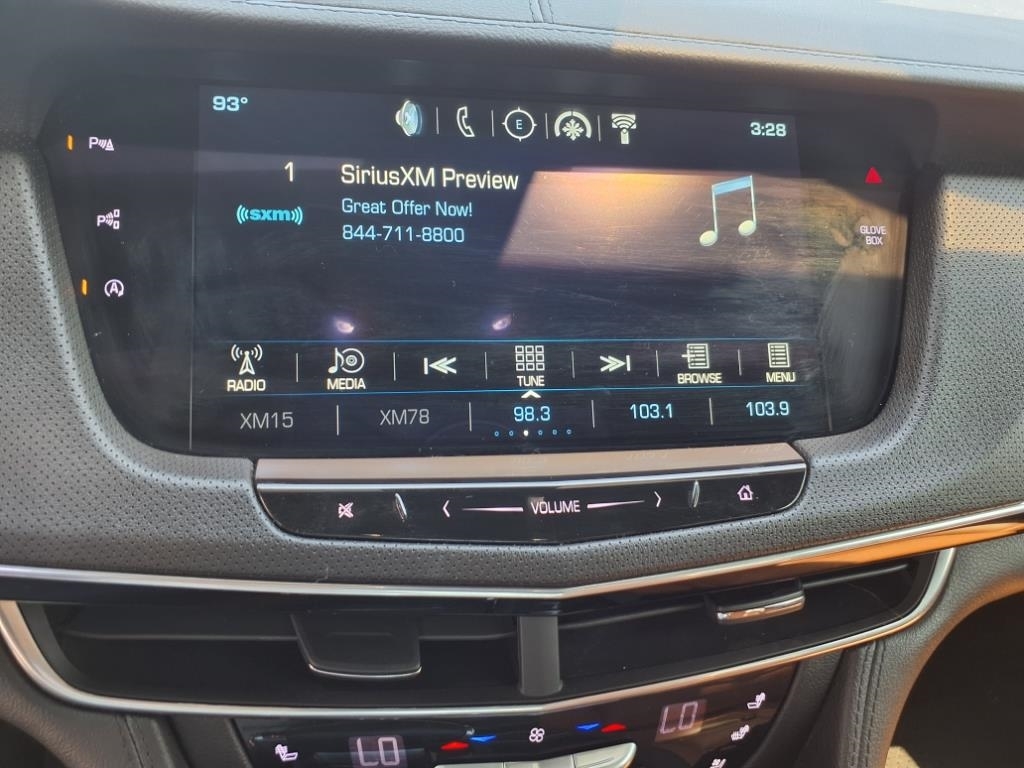 93° E 3:28
P
1 SiriusXM Preview
((sxm)) Great Offer Now!
844-711-8800
P
GLOVE
BOX
A
RADIO MEDIA TUNE BROWSE MENU
XM15 XM78 98.3 103.1 103.9
VOLUME
LO LO